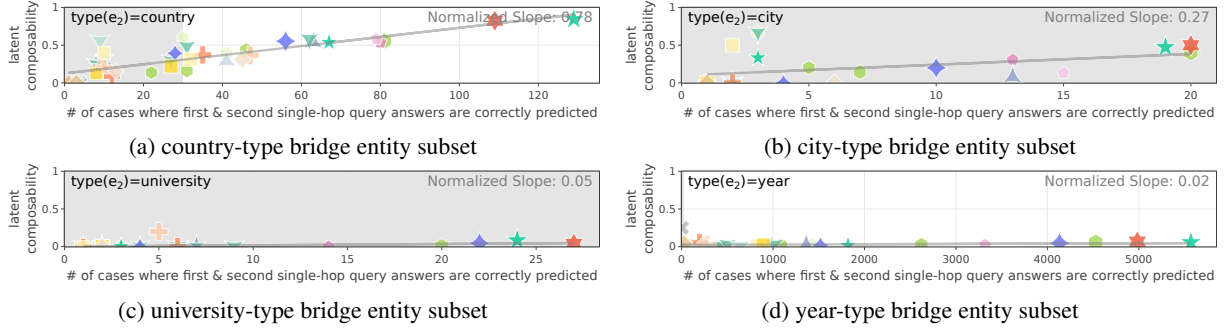 type(e₂)=country
Normalized Slope: 0.78
latent
composability
1
0.5
0
0 20 40 60 80 100 120
# of cases where first & second single-hop query answers are correctly predicted
(a) country-type bridge entity subset
type(e₂)=city
Normalized Slope: 0.27
latent
composability
1
0.5
0
0 5 10 15 20
# of cases where first & second single-hop query answers are correctly predicted
(b) city-type bridge entity subset
type(e₂)=university
Normalized Slope: 0.05
latent
composability
1
0.5
0
0 5 10 15 20 25
# of cases where first & second single-hop query answers are correctly predicted
(c) university-type bridge entity subset
type(e₂)=year
Normalized Slope: 0.02
latent
composability
1
0.5
0
0 1000 2000 3000 4000 5000
# of cases where first & second single-hop query answers are correctly predicted
(d) year-type bridge entity subset